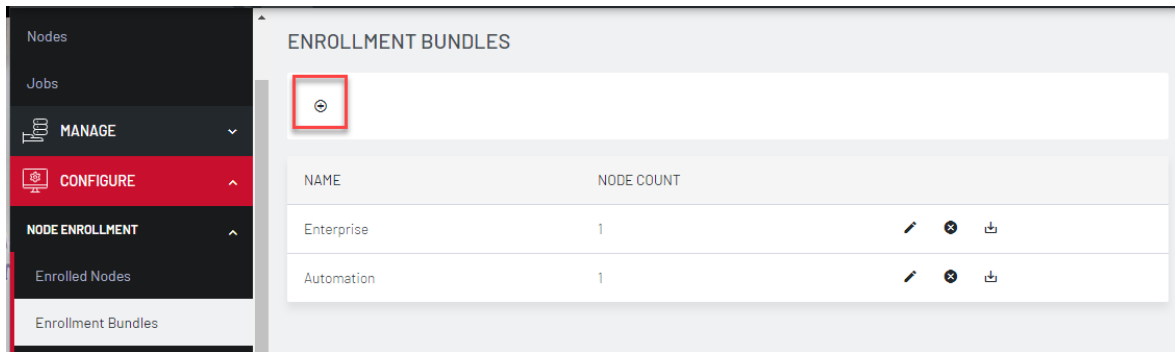 Nodes
Jobs
MANAGE
CONFIGURE
NODE ENROLLMENT
Enrolled Nodes
Enrollment Bundles
ENROLLMENT BUNDLES
NAME NODE COUNT
Enterprise 1
Automation 1